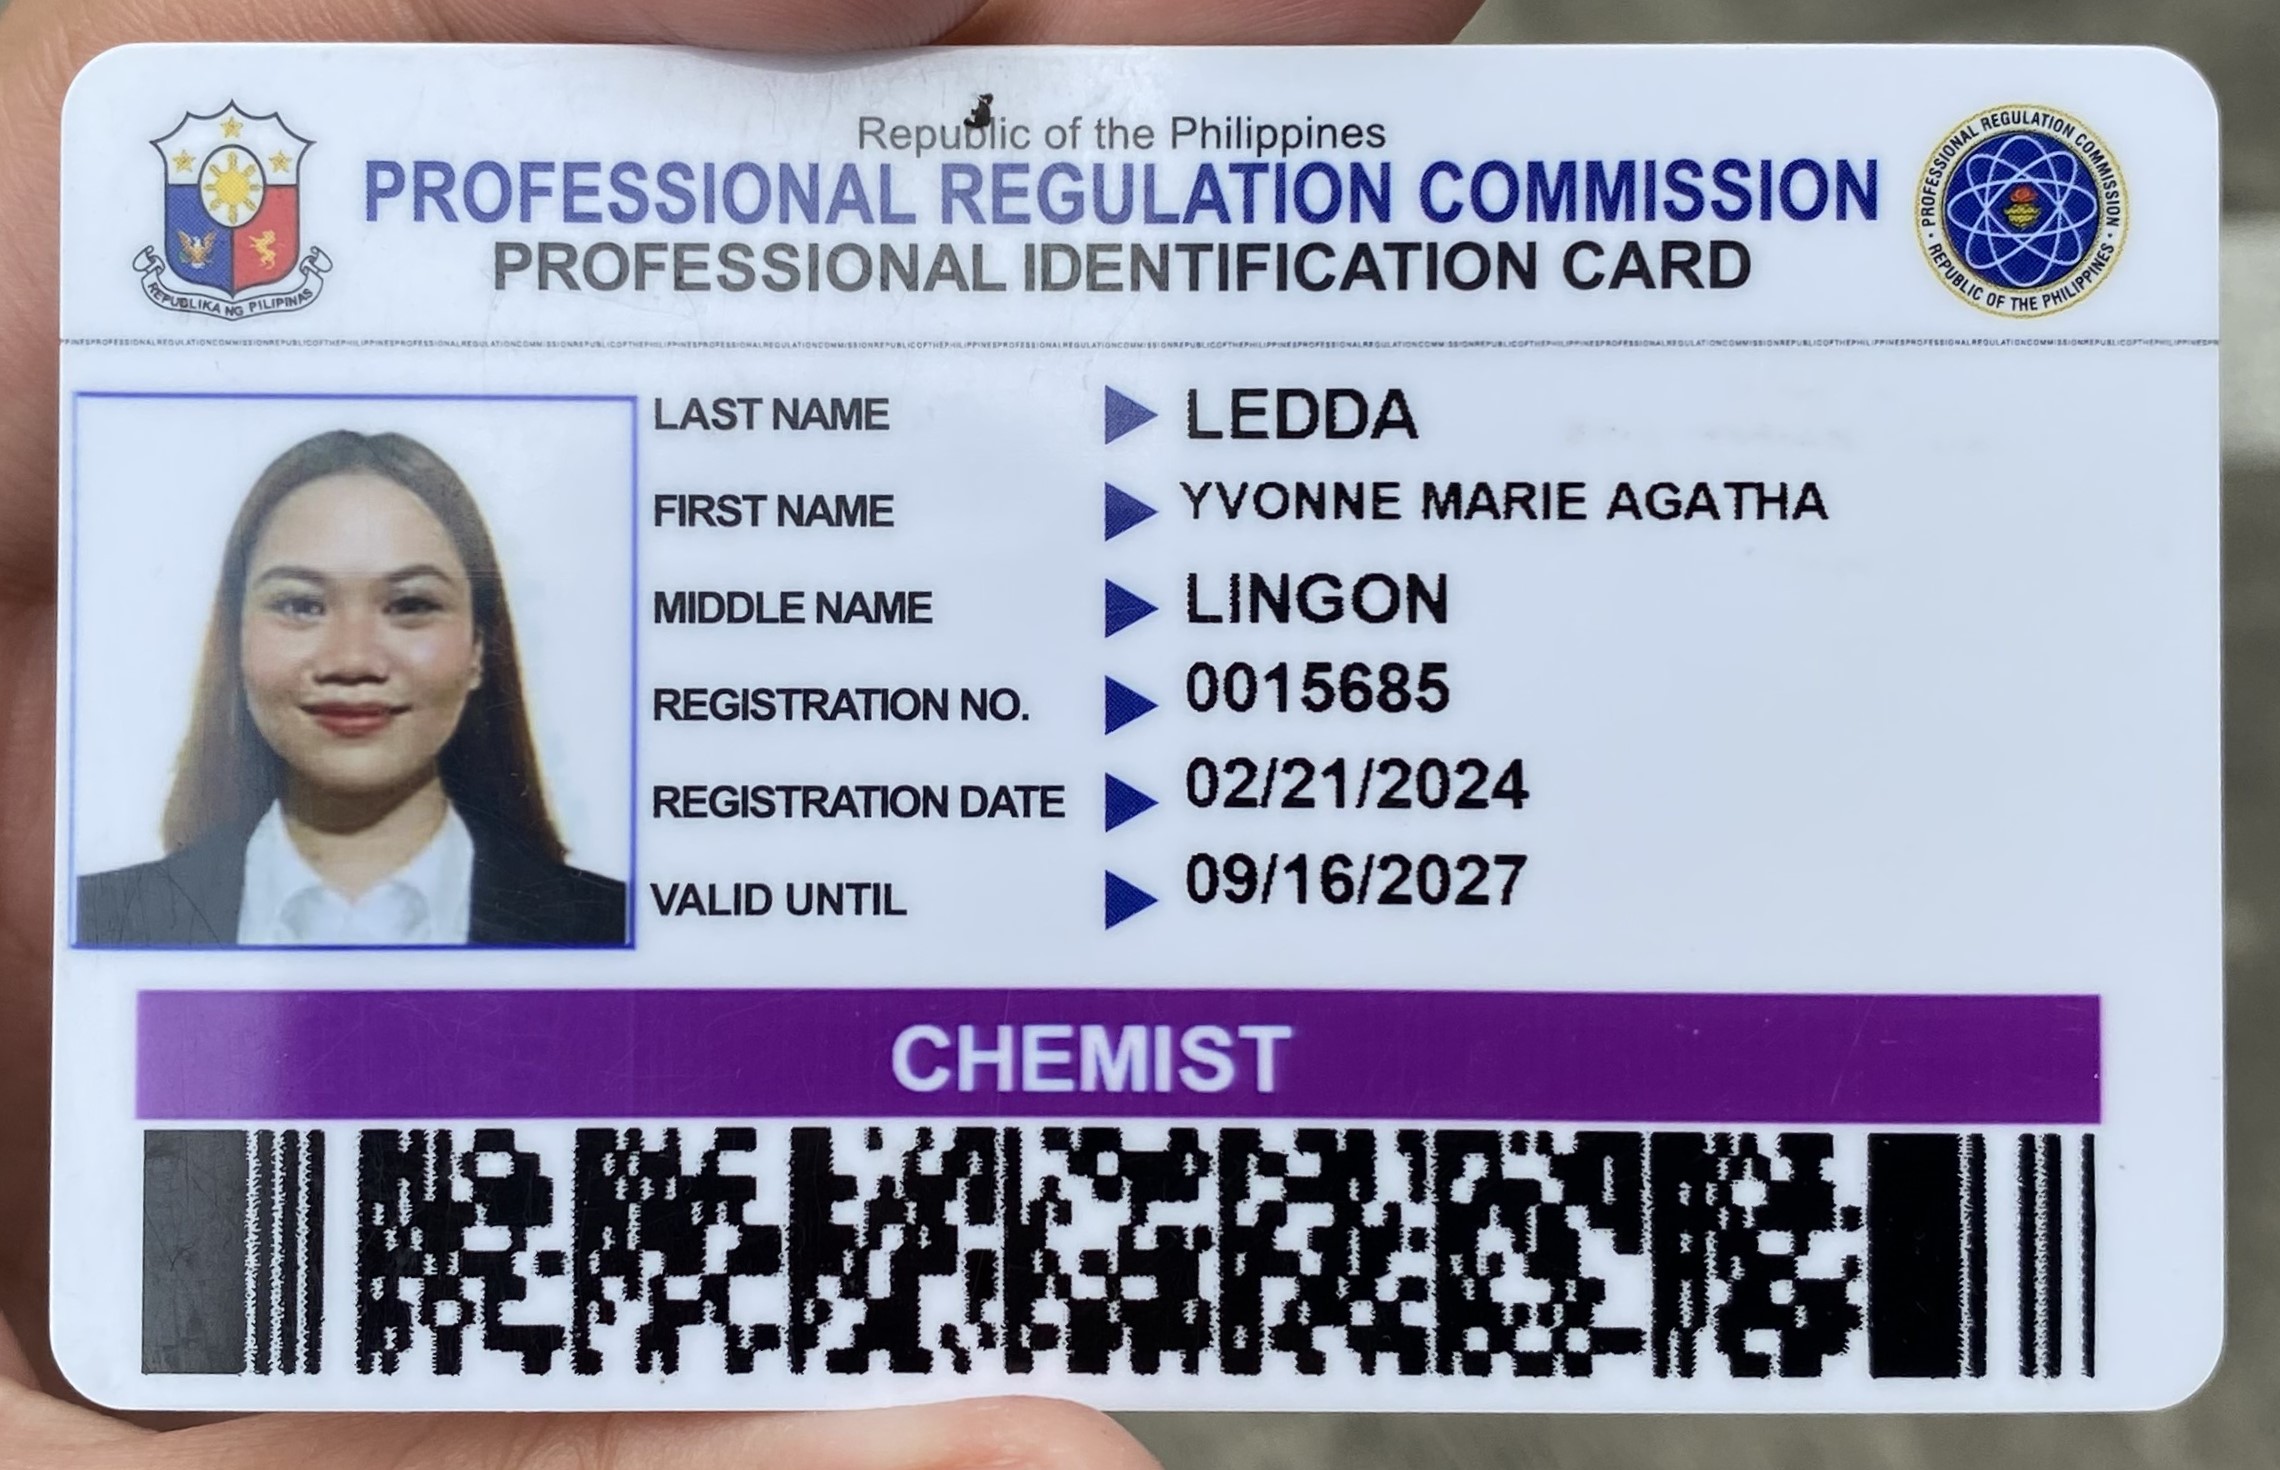 Republic of the Philippines
PROFESSIONAL REGULATION COMMISSION
PROFESSIONAL IDENTIFICATION CARD
REPUBLIKA NG PILIPINAS
PROFESSIONAL REGULATION COMMISSION
REPUBLIC OF THE PHILIPPINES
LAST NAME LEDDA
FIRST NAME YVONNE MARIE AGATHA
MIDDLE NAME LINGON
REGISTRATION NO. 0015685
REGISTRATION DATE 02/21/2024
VALID UNTIL 09/16/2027
CHEMIST